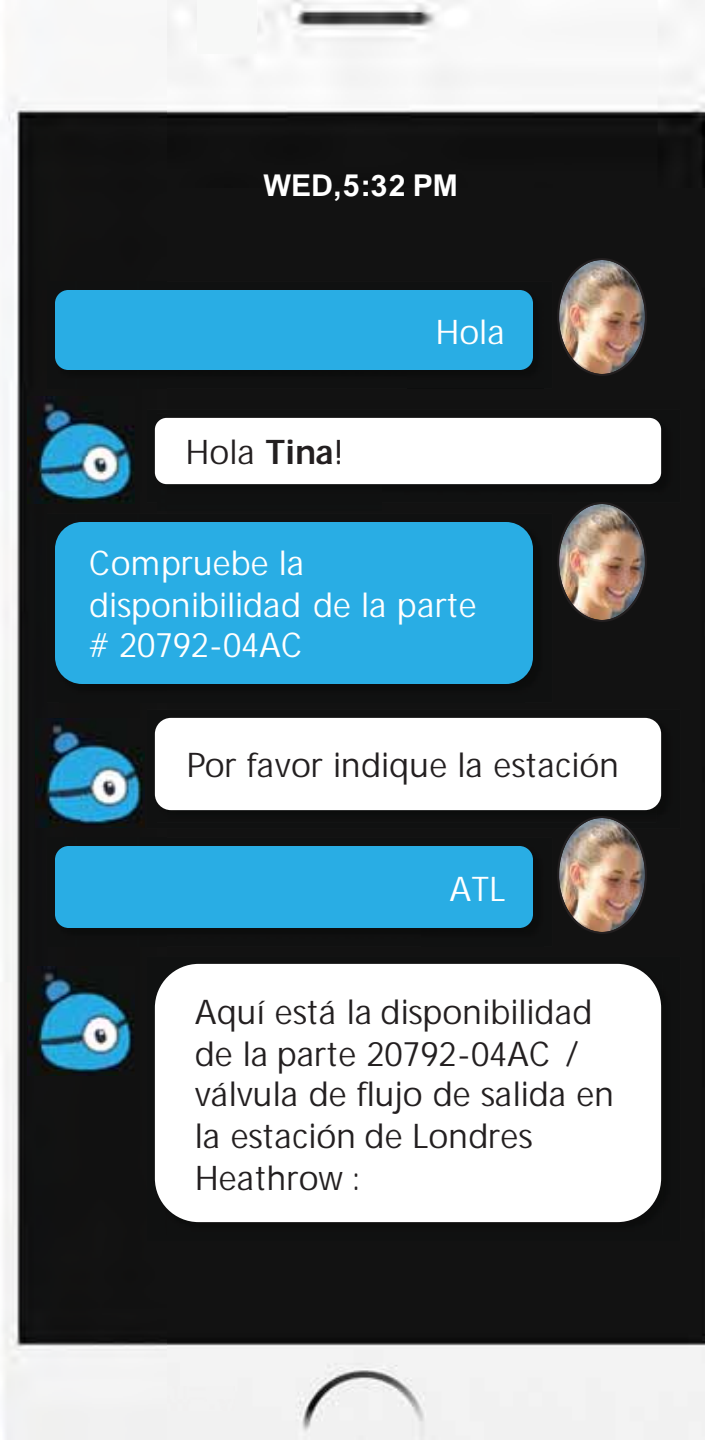 WED,5:32 PM
Hola
Hola Tina!
Compruebe la
disponibilidad de la parte
# 20792-04AC
Por favor indique la estación
ATL
Aquí está la disponibilidad
de la parte 20792-04AC /
válvula de flujo de salida en
la estación de Londres
Heathrow :